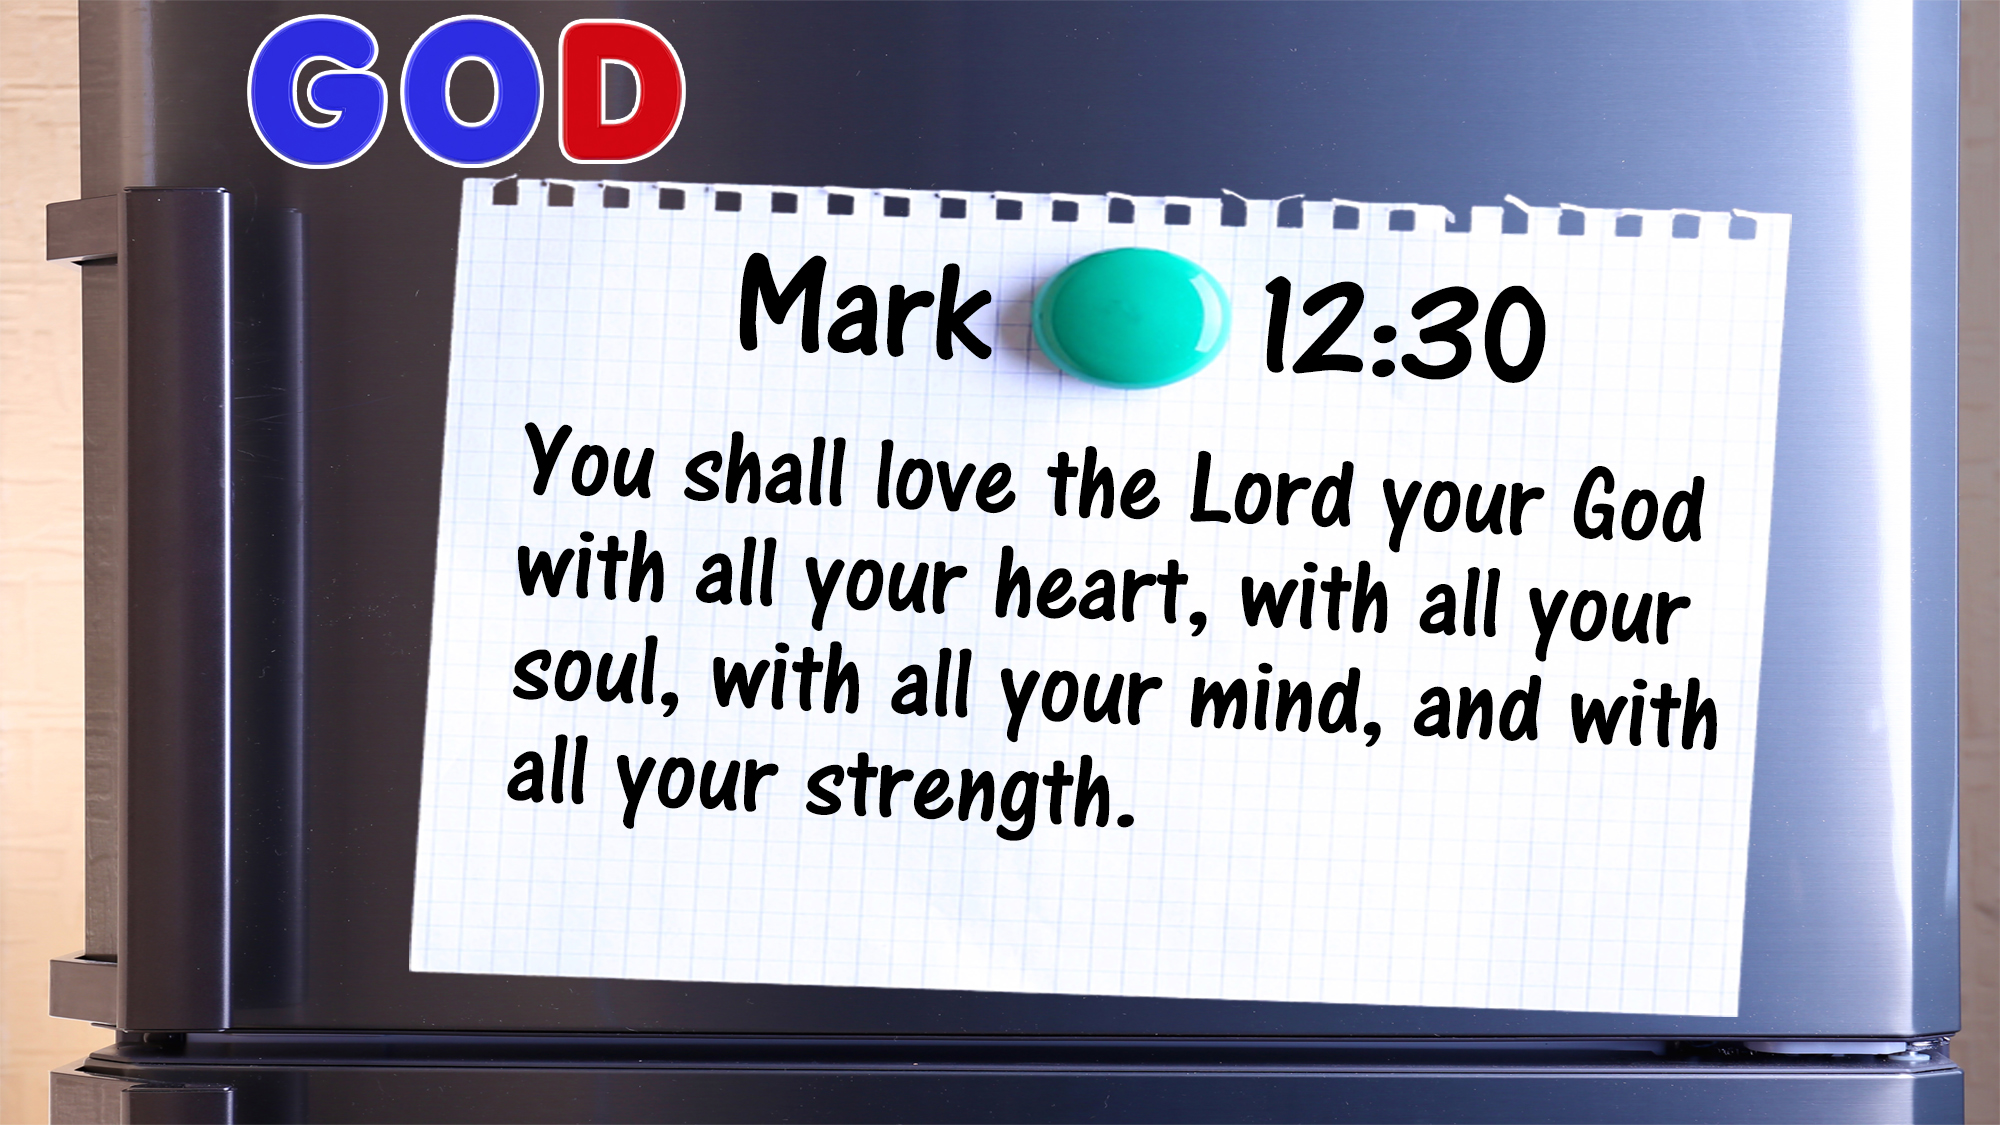 GOD
Mark 12:30
You shall love the Lord your God
with all your heart, with all your
soul, with all your mind, and with
all your strength.